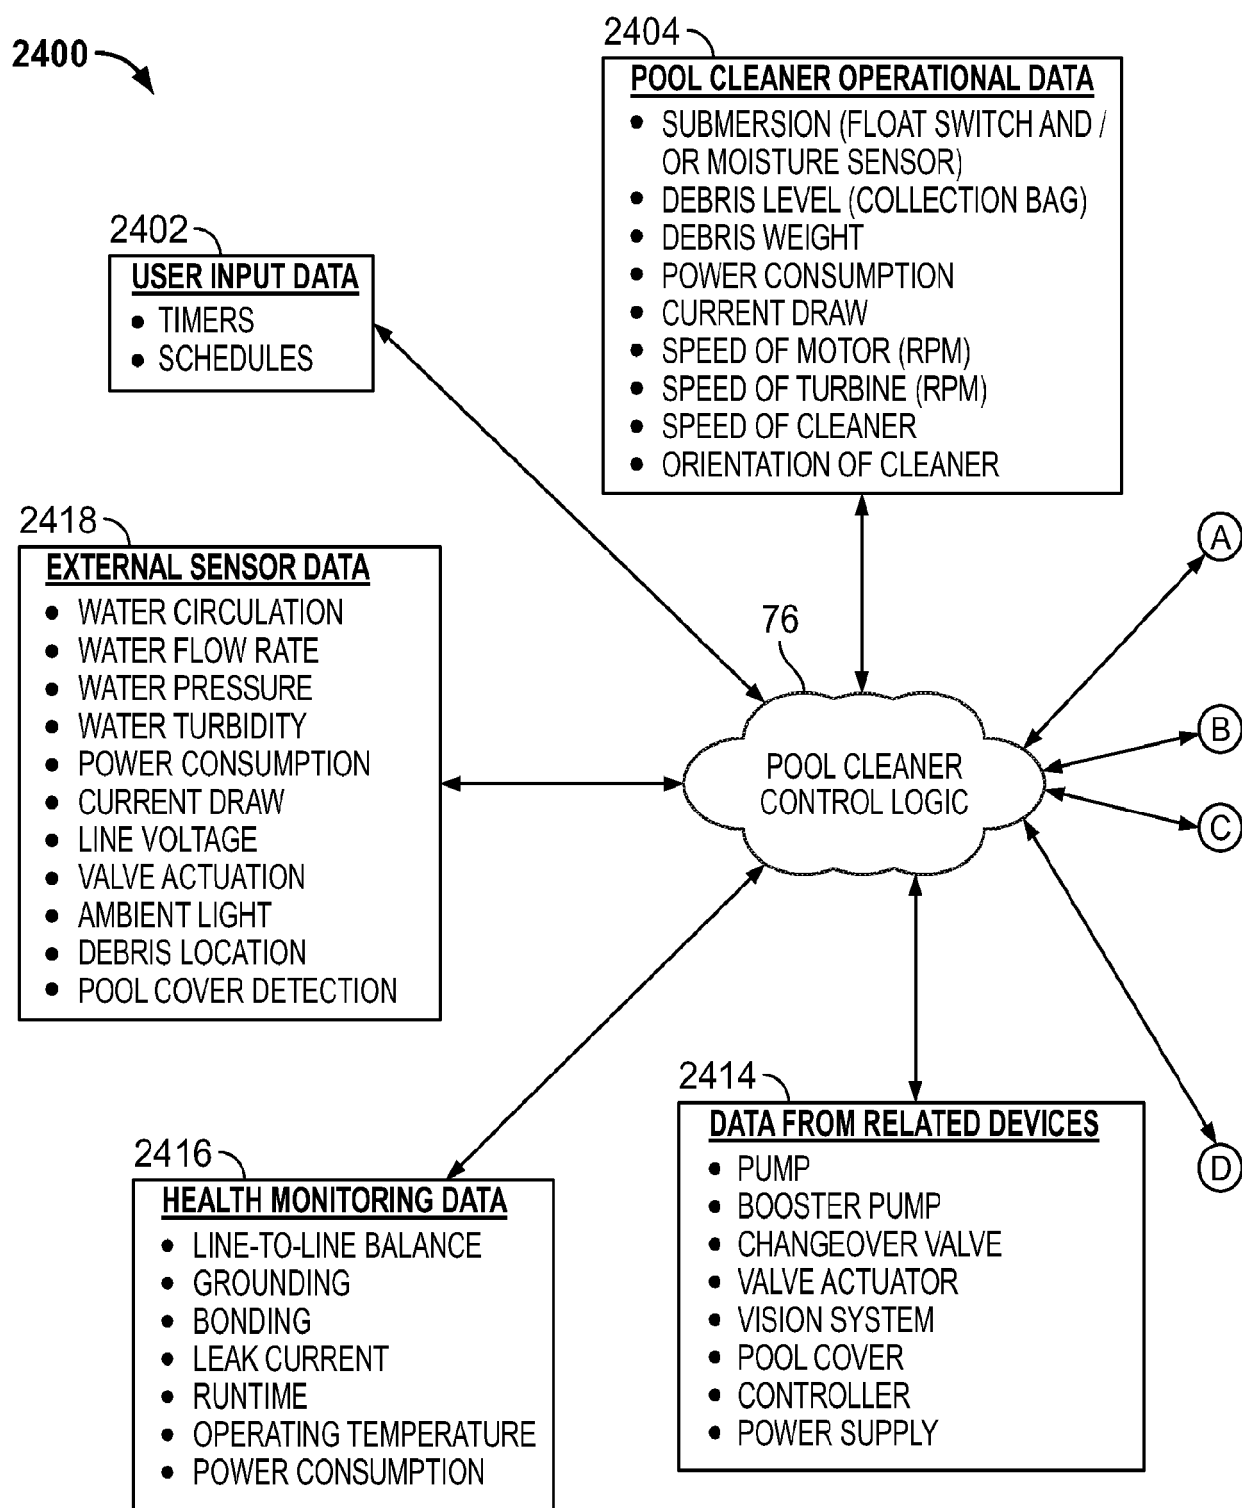 2400
2404
POOL CLEANER OPERATIONAL DATA
• SUBMERSION (FLOAT SWITCH AND /
OR MOISTURE SENSOR)
• DEBRIS LEVEL (COLLECTION BAG)
• DEBRIS WEIGHT
• POWER CONSUMPTION
• CURRENT DRAW
• SPEED OF MOTOR (RPM)
• SPEED OF TURBINE (RPM)
• SPEED OF CLEANER
• ORIENTATION OF CLEANER
2402
USER INPUT DATA
• TIMERS
• SCHEDULES
2418
EXTERNAL SENSOR DATA
• WATER CIRCULATION
• WATER FLOW RATE
• WATER PRESSURE
• WATER TURBIDITY
• POWER CONSUMPTION
• CURRENT DRAW
• LINE VOLTAGE
• VALVE ACTUATION
• AMBIENT LIGHT
• DEBRIS LOCATION
• POOL COVER DETECTION
76
POOL CLEANER
CONTROL LOGIC
A
B
C
D
2416
HEALTH MONITORING DATA
• LINE-TO-LINE BALANCE
• GROUNDING
• BONDING
• LEAK CURRENT
• RUNTIME
• OPERATING TEMPERATURE
• POWER CONSUMPTION
2414
DATA FROM RELATED DEVICES
• PUMP
• BOOSTER PUMP
• CHANGEOVER VALVE
• VALVE ACTUATOR
• VISION SYSTEM
• POOL COVER
• CONTROLLER
• POWER SUPPLY